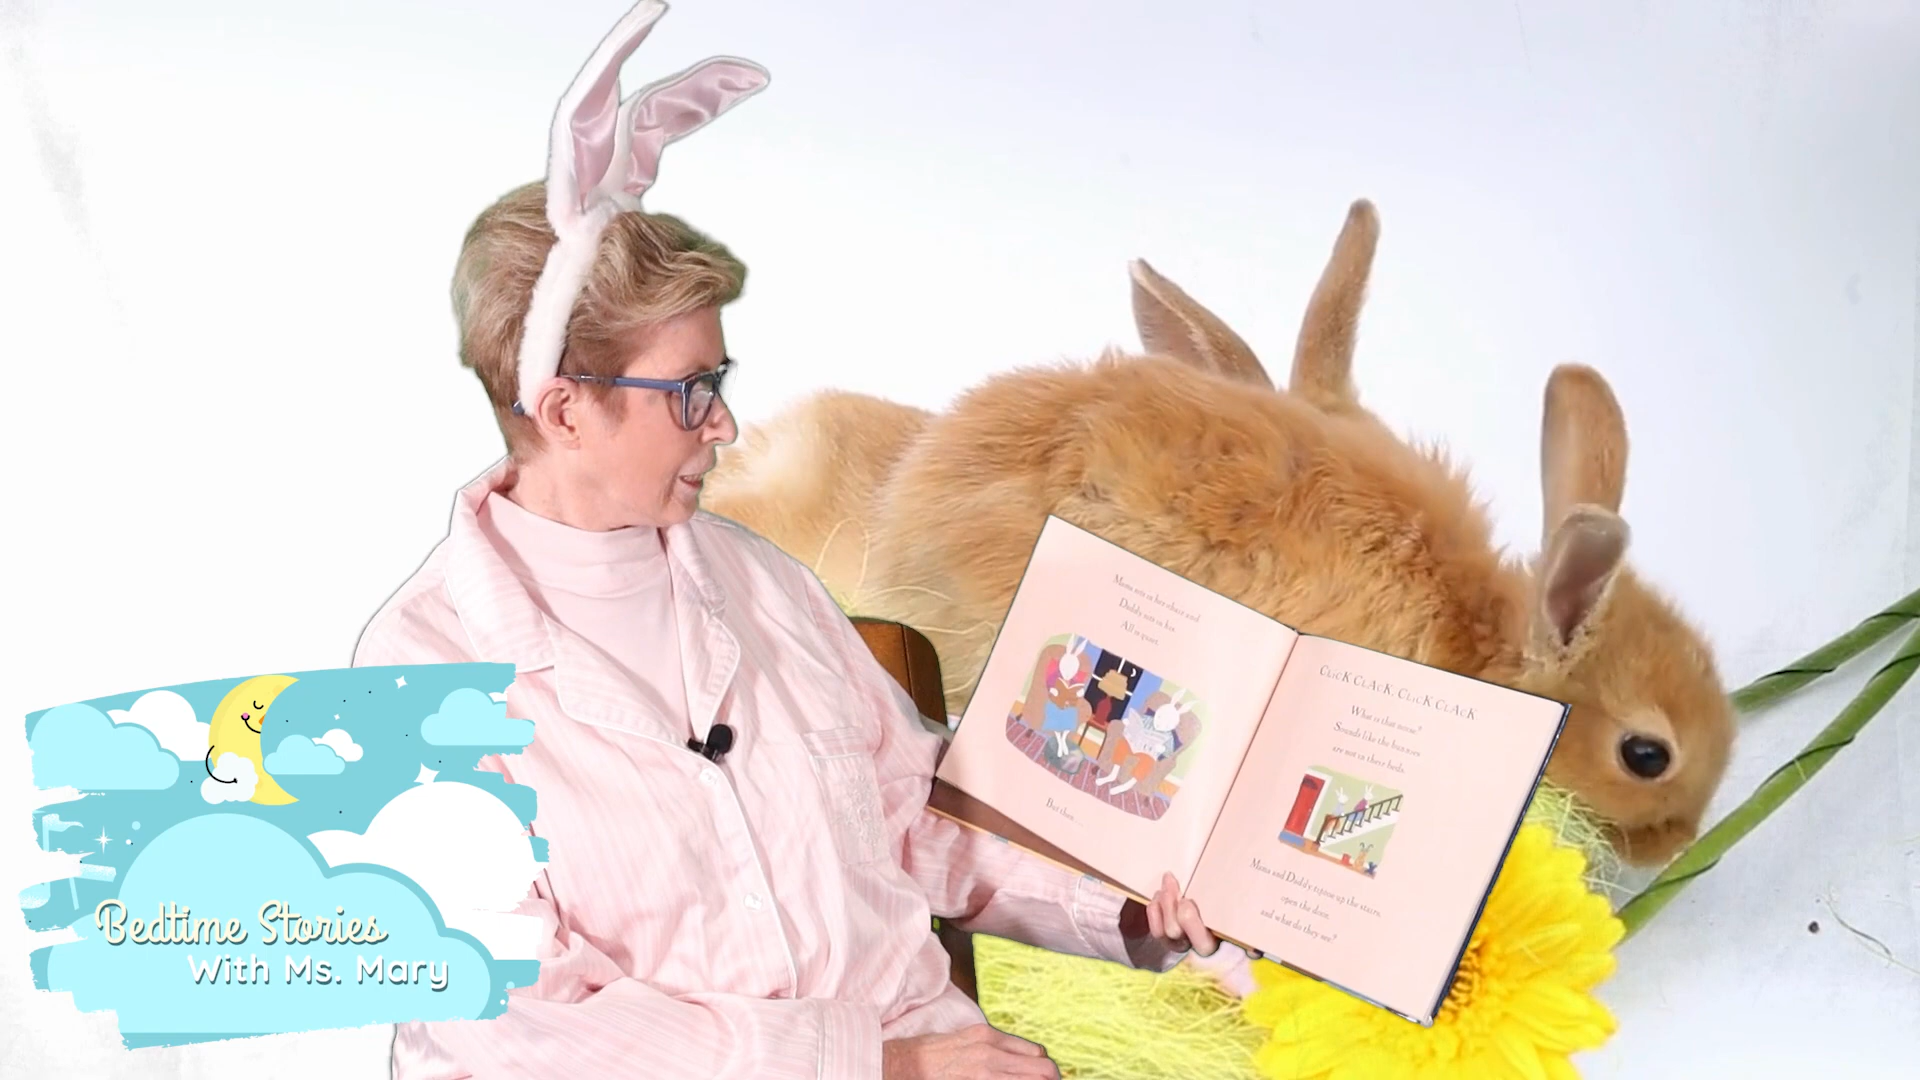 Mama sits in her chair and
Daddy sits in his
All is quiet.
But then...
CLicK CLAcK, CLicK CLAcK
What is that noise?
Sounds like the bunnies
are not in their beds.
Mama and Daddy tiptoe up the stairs,
open the door,
and what do they see?
Bedtime Stories
With Ms. Mary